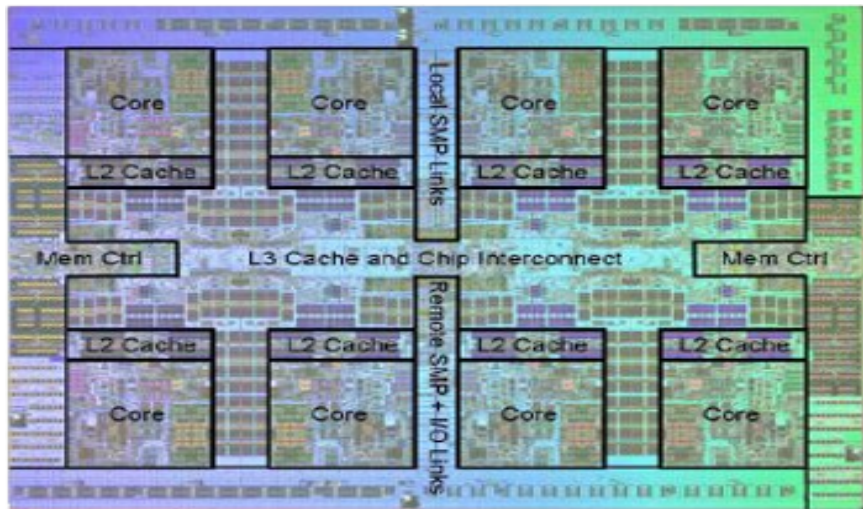 Core Core Core Core
Local SMP Links
L2 Cache L2 Cache L2 Cache L2 Cache
Mem Ctrl L3 Cache and Chip Interconnect Mem Ctrl
Remote SMP + I/O Links
L2 Cache L2 Cache L2 Cache L2 Cache
Core Core Core Core